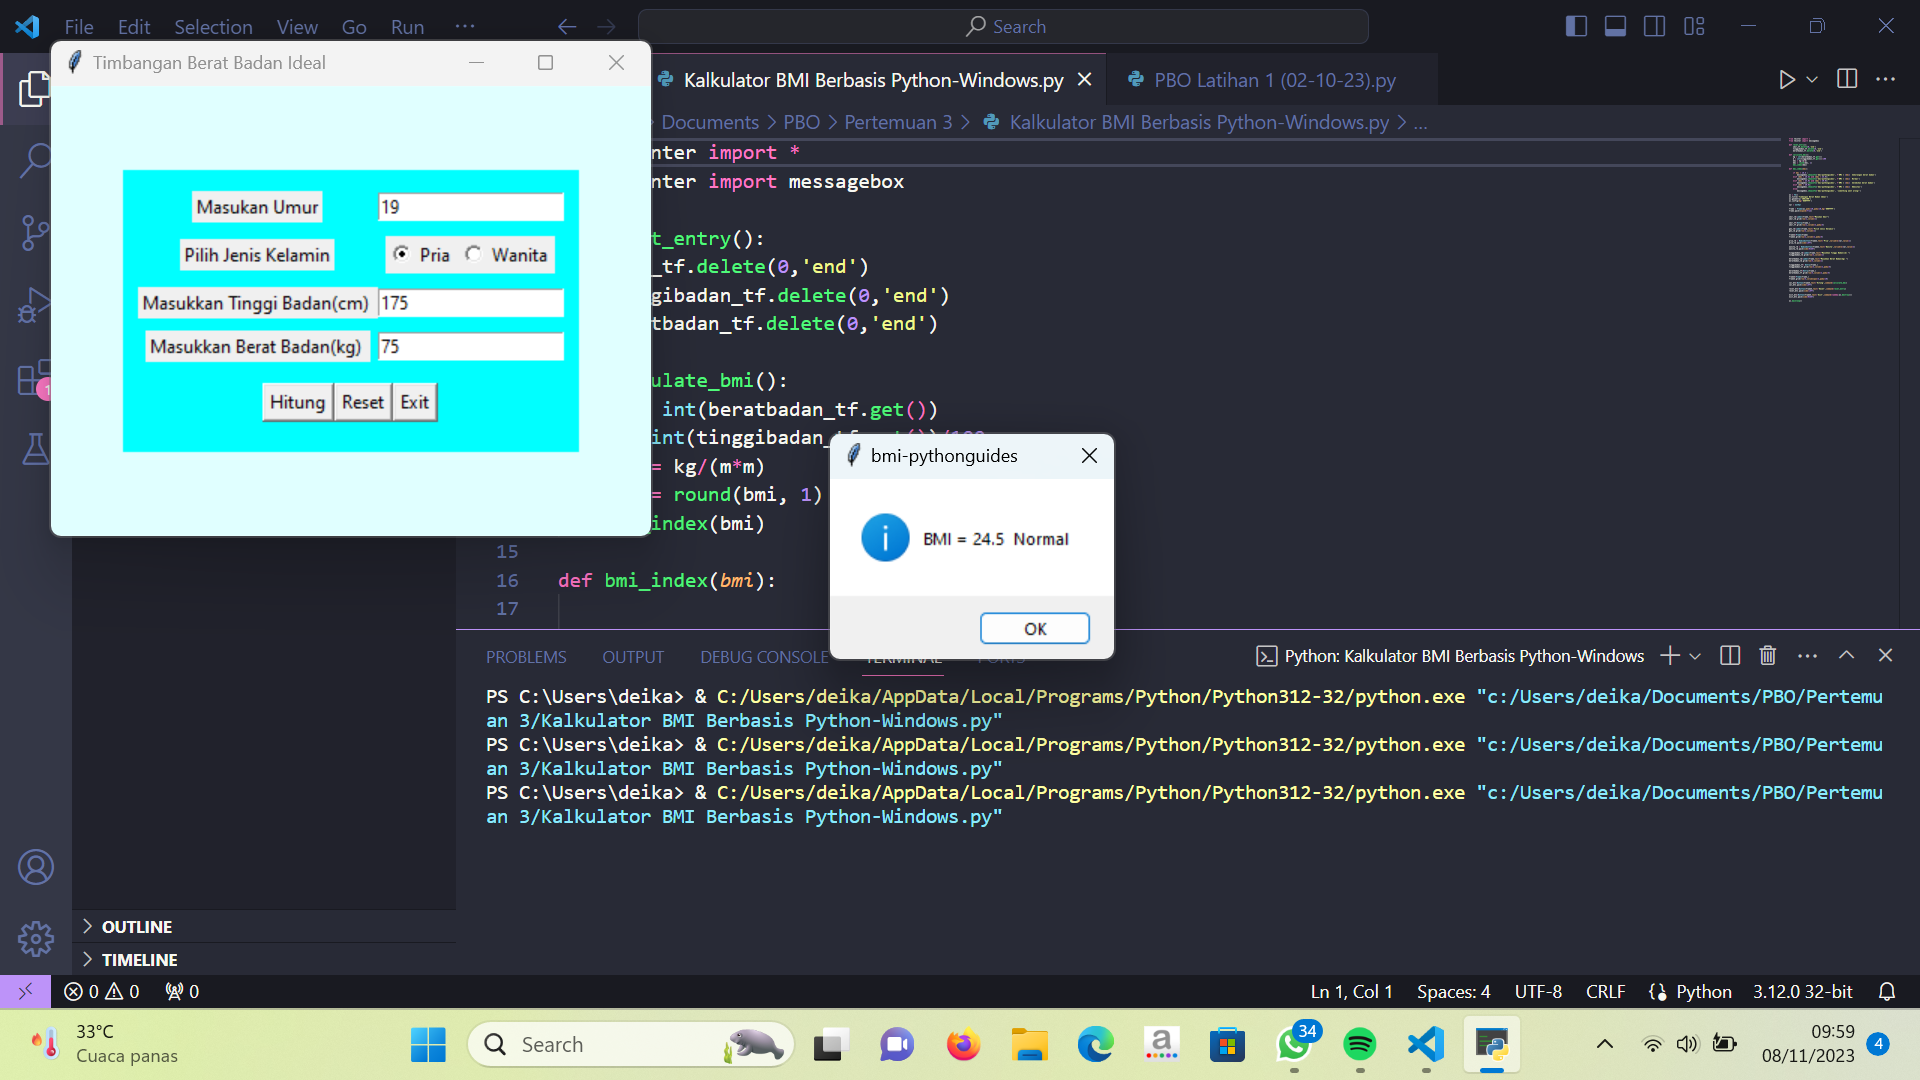 File Edit Selection View Go Run ···
Search
Timbangan Berat Badan Ideal
Masukan Umur 19
Pilih Jenis Kelamin Pria Wanita
Masukkan Tinggi Badan(cm) 175
Masukkan Berat Badan(kg) 75
Hitung Reset Exit
Kalkulator BMI Berbasis Python-Windows.py
PBO Latihan 1 (02-10-23).py
Documents > PBO > Pertemuan 3 > Kalkulator BMI Berbasis Python-Windows.py > ...
nter import *
nter import messagebox
t_entry():
_tf.delete(0,'end')
gibadan_tf.delete(0,'end')
tbadan_tf.delete(0,'end')
ulate_bmi():
int(beratbadan_tf.get())
int(tinggibadan_
= kg/(m*m)
= round(bmi, 1)
index(bmi)
15
16 def bmi_index(bmi):
17
bmi-pythonguides
BMI = 24.5 Normal
OK
1
PROBLEMS OUTPUT DEBUG CONSOLE TERMINAL PORTS
Python: Kalkulator BMI Berbasis Python-Windows
PS C:\Users\deika> & C:/Users/deika/AppData/Local/Programs/Python/Python312-32/python.exe "c:/Users/deika/Documents/PBO/Pertemu
an 3/Kalkulator BMI Berbasis Python-Windows.py"
PS C:\Users\deika> & C:/Users/deika/AppData/Local/Programs/Python/Python312-32/python.exe "c:/Users/deika/Documents/PBO/Pertemu
an 3/Kalkulator BMI Berbasis Python-Windows.py"
PS C:\Users\deika> & C:/Users/deika/AppData/Local/Programs/Python/Python312-32/python.exe "c:/Users/deika/Documents/PBO/Pertemu
an 3/Kalkulator BMI Berbasis Python-Windows.py"
OUTLINE
TIMELINE
0 0 0
Ln 1, Col 1 Spaces: 4 UTF-8 CRLF Python 3.12.0 32-bit
33°C
Cuaca panas
Search
a
34
09:59
08/11/2023
4